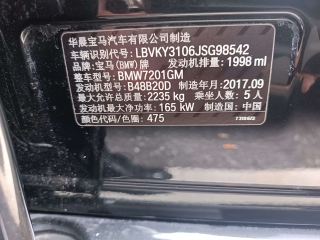 华晨宝马汽车有限公司制造
车辆识别代号: LBVKY3106JSG98542
品牌: 宝马(BMW)牌 发动机排量: 1998 ml
整车型号: BMW7201GM
发动机型号: B48B20D 制造年月: 2017.09
最大允许总质量: 2235 kg 乘坐人数: 5 人
发动机最大净功率: 165 kW 制造国: 中国
颜色代码/色圈: 475